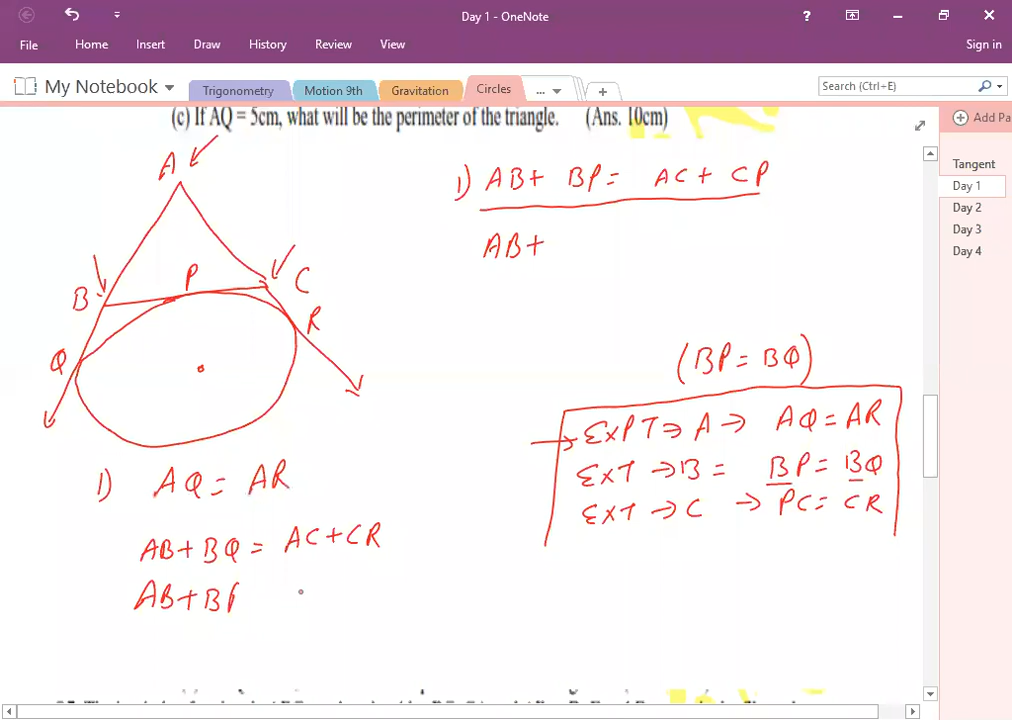 Day 1 - OneNote
?
File Home Insert Draw History Review View Sign in
My Notebook Trigonometry Motion 9th Gravitation Circles ... + Search (Ctrl+E)
(c) If AQ = 5cm, what will be the perimeter of the triangle. (Ans. 10cm)
Add Pa
Tangent
Day 1
Day 2
Day 3
Day 4
A
B
P
C
Q
R
1) AB+ BP= AC+ CP
AB+
(BP=BQ)
EXPT⇒ A → AQ=AR
EXT →B = BP=BQ
EXT → C → PC= CR
1) AQ= AR
AB+BQ= AC+CR
AB+BP